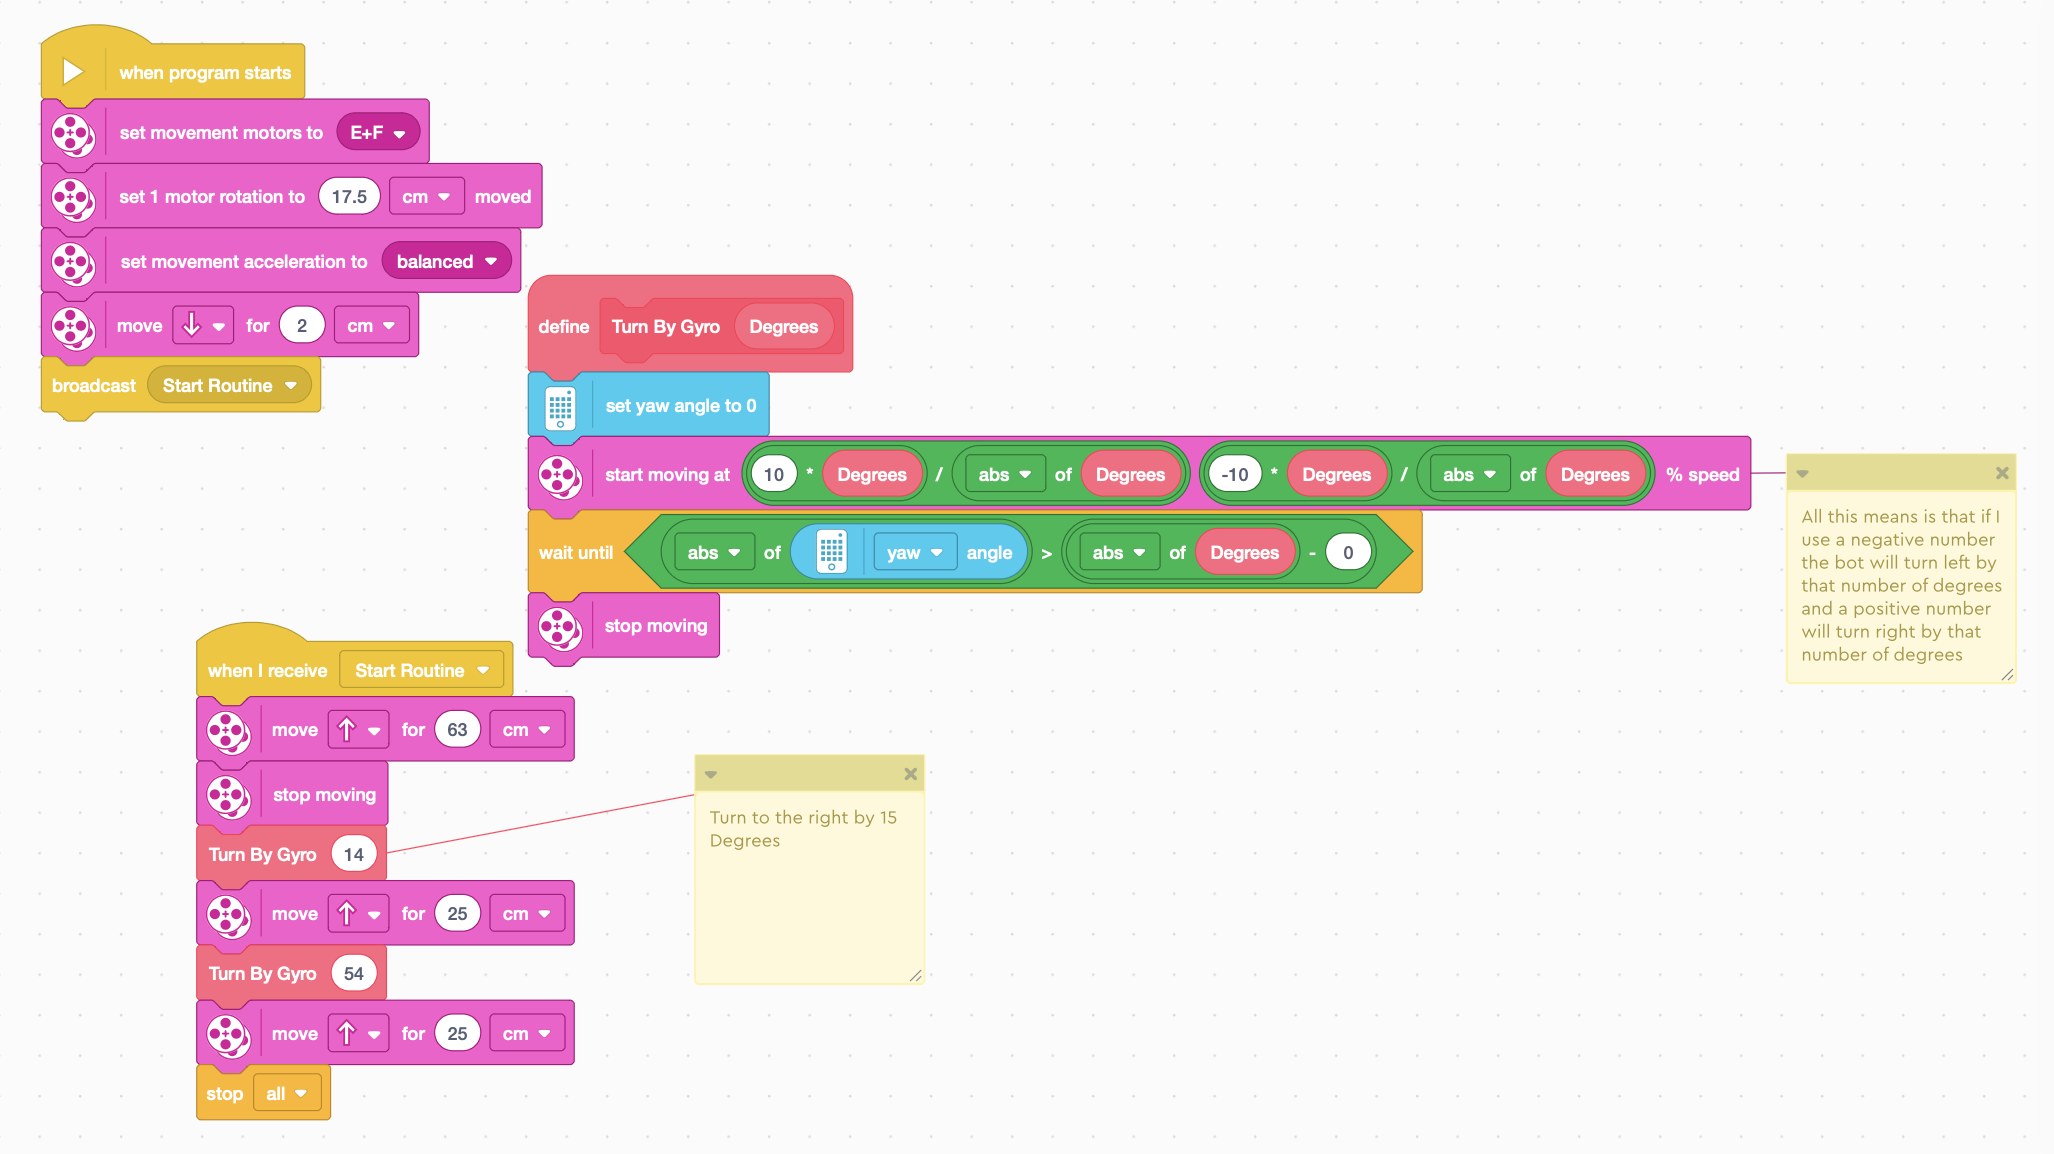 when program starts
set movement motors to E+F
set 1 motor rotation to 17.5 cm moved
set movement acceleration to balanced
move for 2 cm
broadcast Start Routine
define Turn By Gyro Degrees
set yaw angle to 0
start moving at 10 * Degrees / abs of Degrees -10 * Degrees / abs of Degrees % speed
wait until abs of yaw angle > abs of Degrees - 0
stop moving
All this means is that if I
use a negative number
the bot will turn left by
that number of degrees
and a positive number
will turn right by that
number of degrees
when I receive Start Routine
move for 63 cm
stop moving
Turn By Gyro 14
move for 25 cm
Turn By Gyro 54
move for 25 cm
stop all
Turn to the right by 15
Degrees